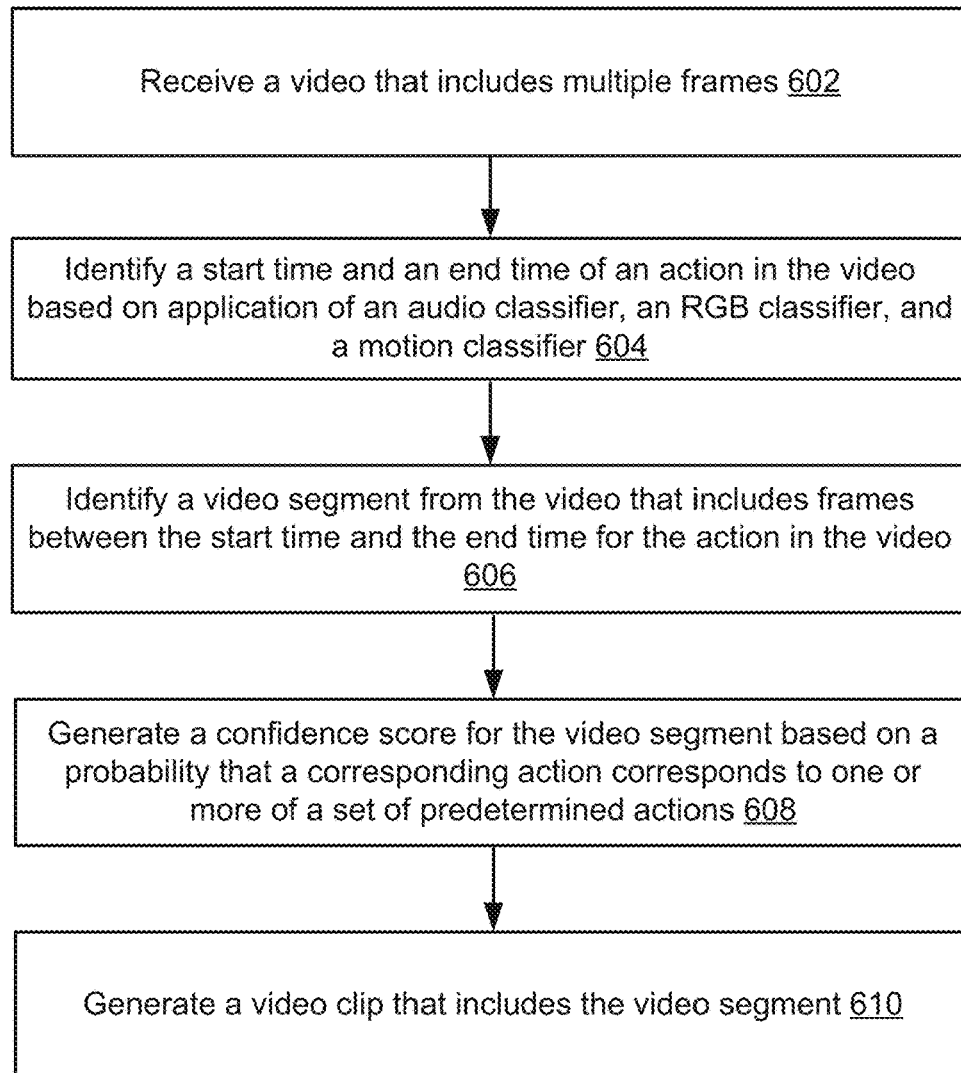 Receive a video that includes multiple frames 602
Identify a start time and an end time of an action in the video
based on application of an audio classifier, an RGB classifier, and
a motion classifier 604
Identify a video segment from the video that includes frames
between the start time and the end time for the action in the video
606
Generate a confidence score for the video segment based on a
probability that a corresponding action corresponds to one or
more of a set of predetermined actions 608
Generate a video clip that includes the video segment 610